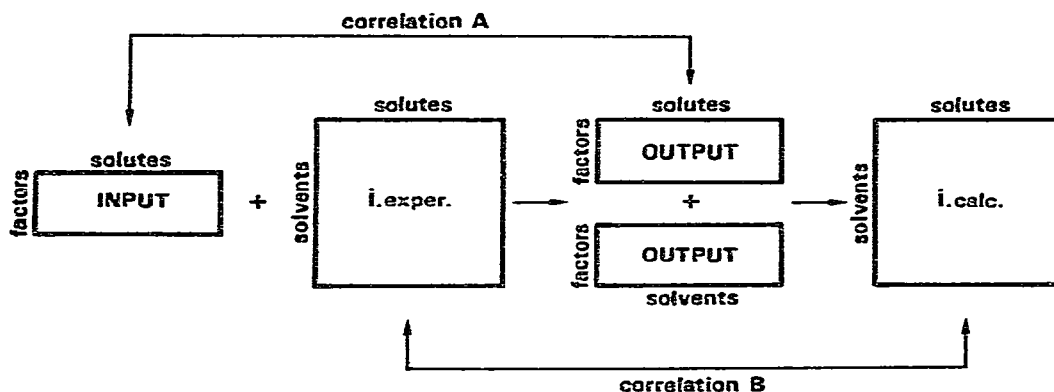 correlation A
solutes
factors
INPUT
+
solutes
solvents
i.exper.
solutes
factors
OUTPUT
+
factors
OUTPUT
solvents
solutes
solvents
i.calc.
correlation B